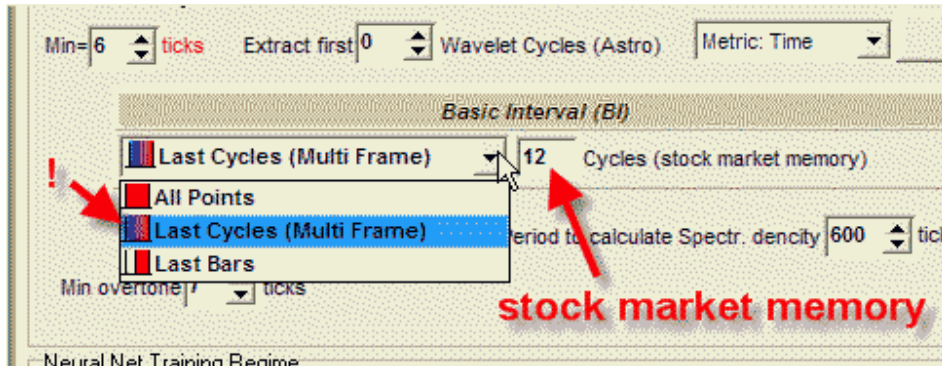 Min= 6 ticks Extract first 0 Wavelet Cycles (Astro) Metric: Time
Basic Interval (BI)
Last Cycles (Multi Frame) 12 Cycles (stock market memory)
!
All Points
Last Cycles (Multi Frame)
Period to calculate Spectr. dencity 600 tic
Last Bars
Min overtone 7 ticks
stock market memory
Neural Net Training Regime